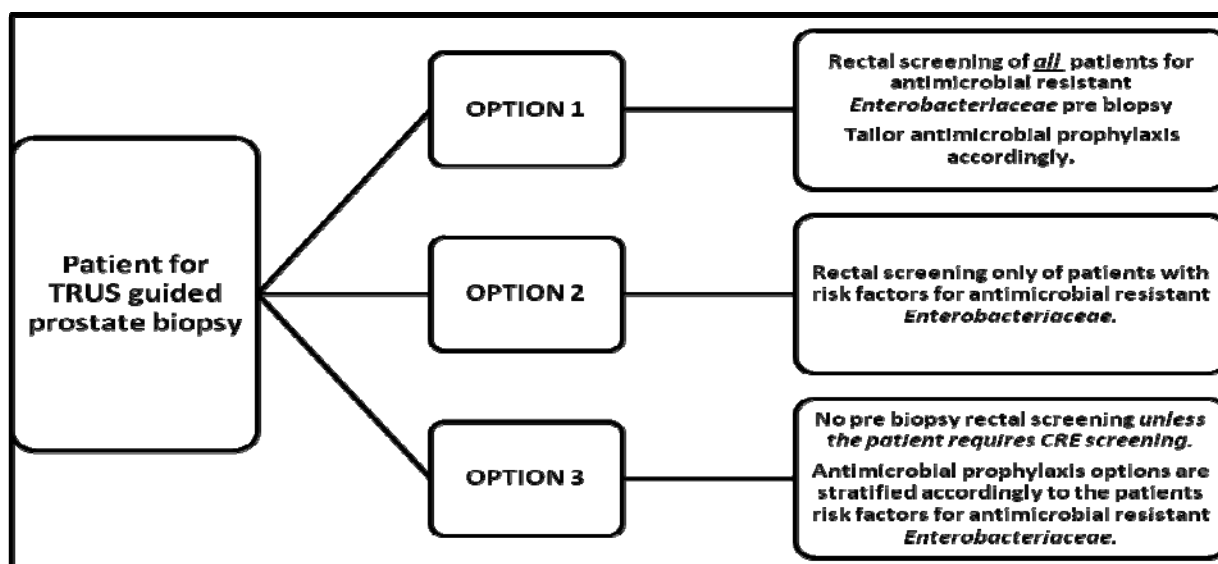 Patient for
TRUS guided
prostate biopsy
OPTION 1
Rectal screening of all patients for
antimicrobial resistant
Enterobacteriaceae pre biopsy
Tailor antimicrobial prophylaxis
accordingly.
OPTION 2
Rectal screening only of patients with
risk factors for antimicrobial resistant
Enterobacteriaceae.
OPTION 3
No pre biopsy rectal screening unless
the patient requires CRE screening.
Antimicrobial prophylaxis options are
stratified accordingly to the patients
risk factors for antimicrobial resistant
Enterobacteriaceae.